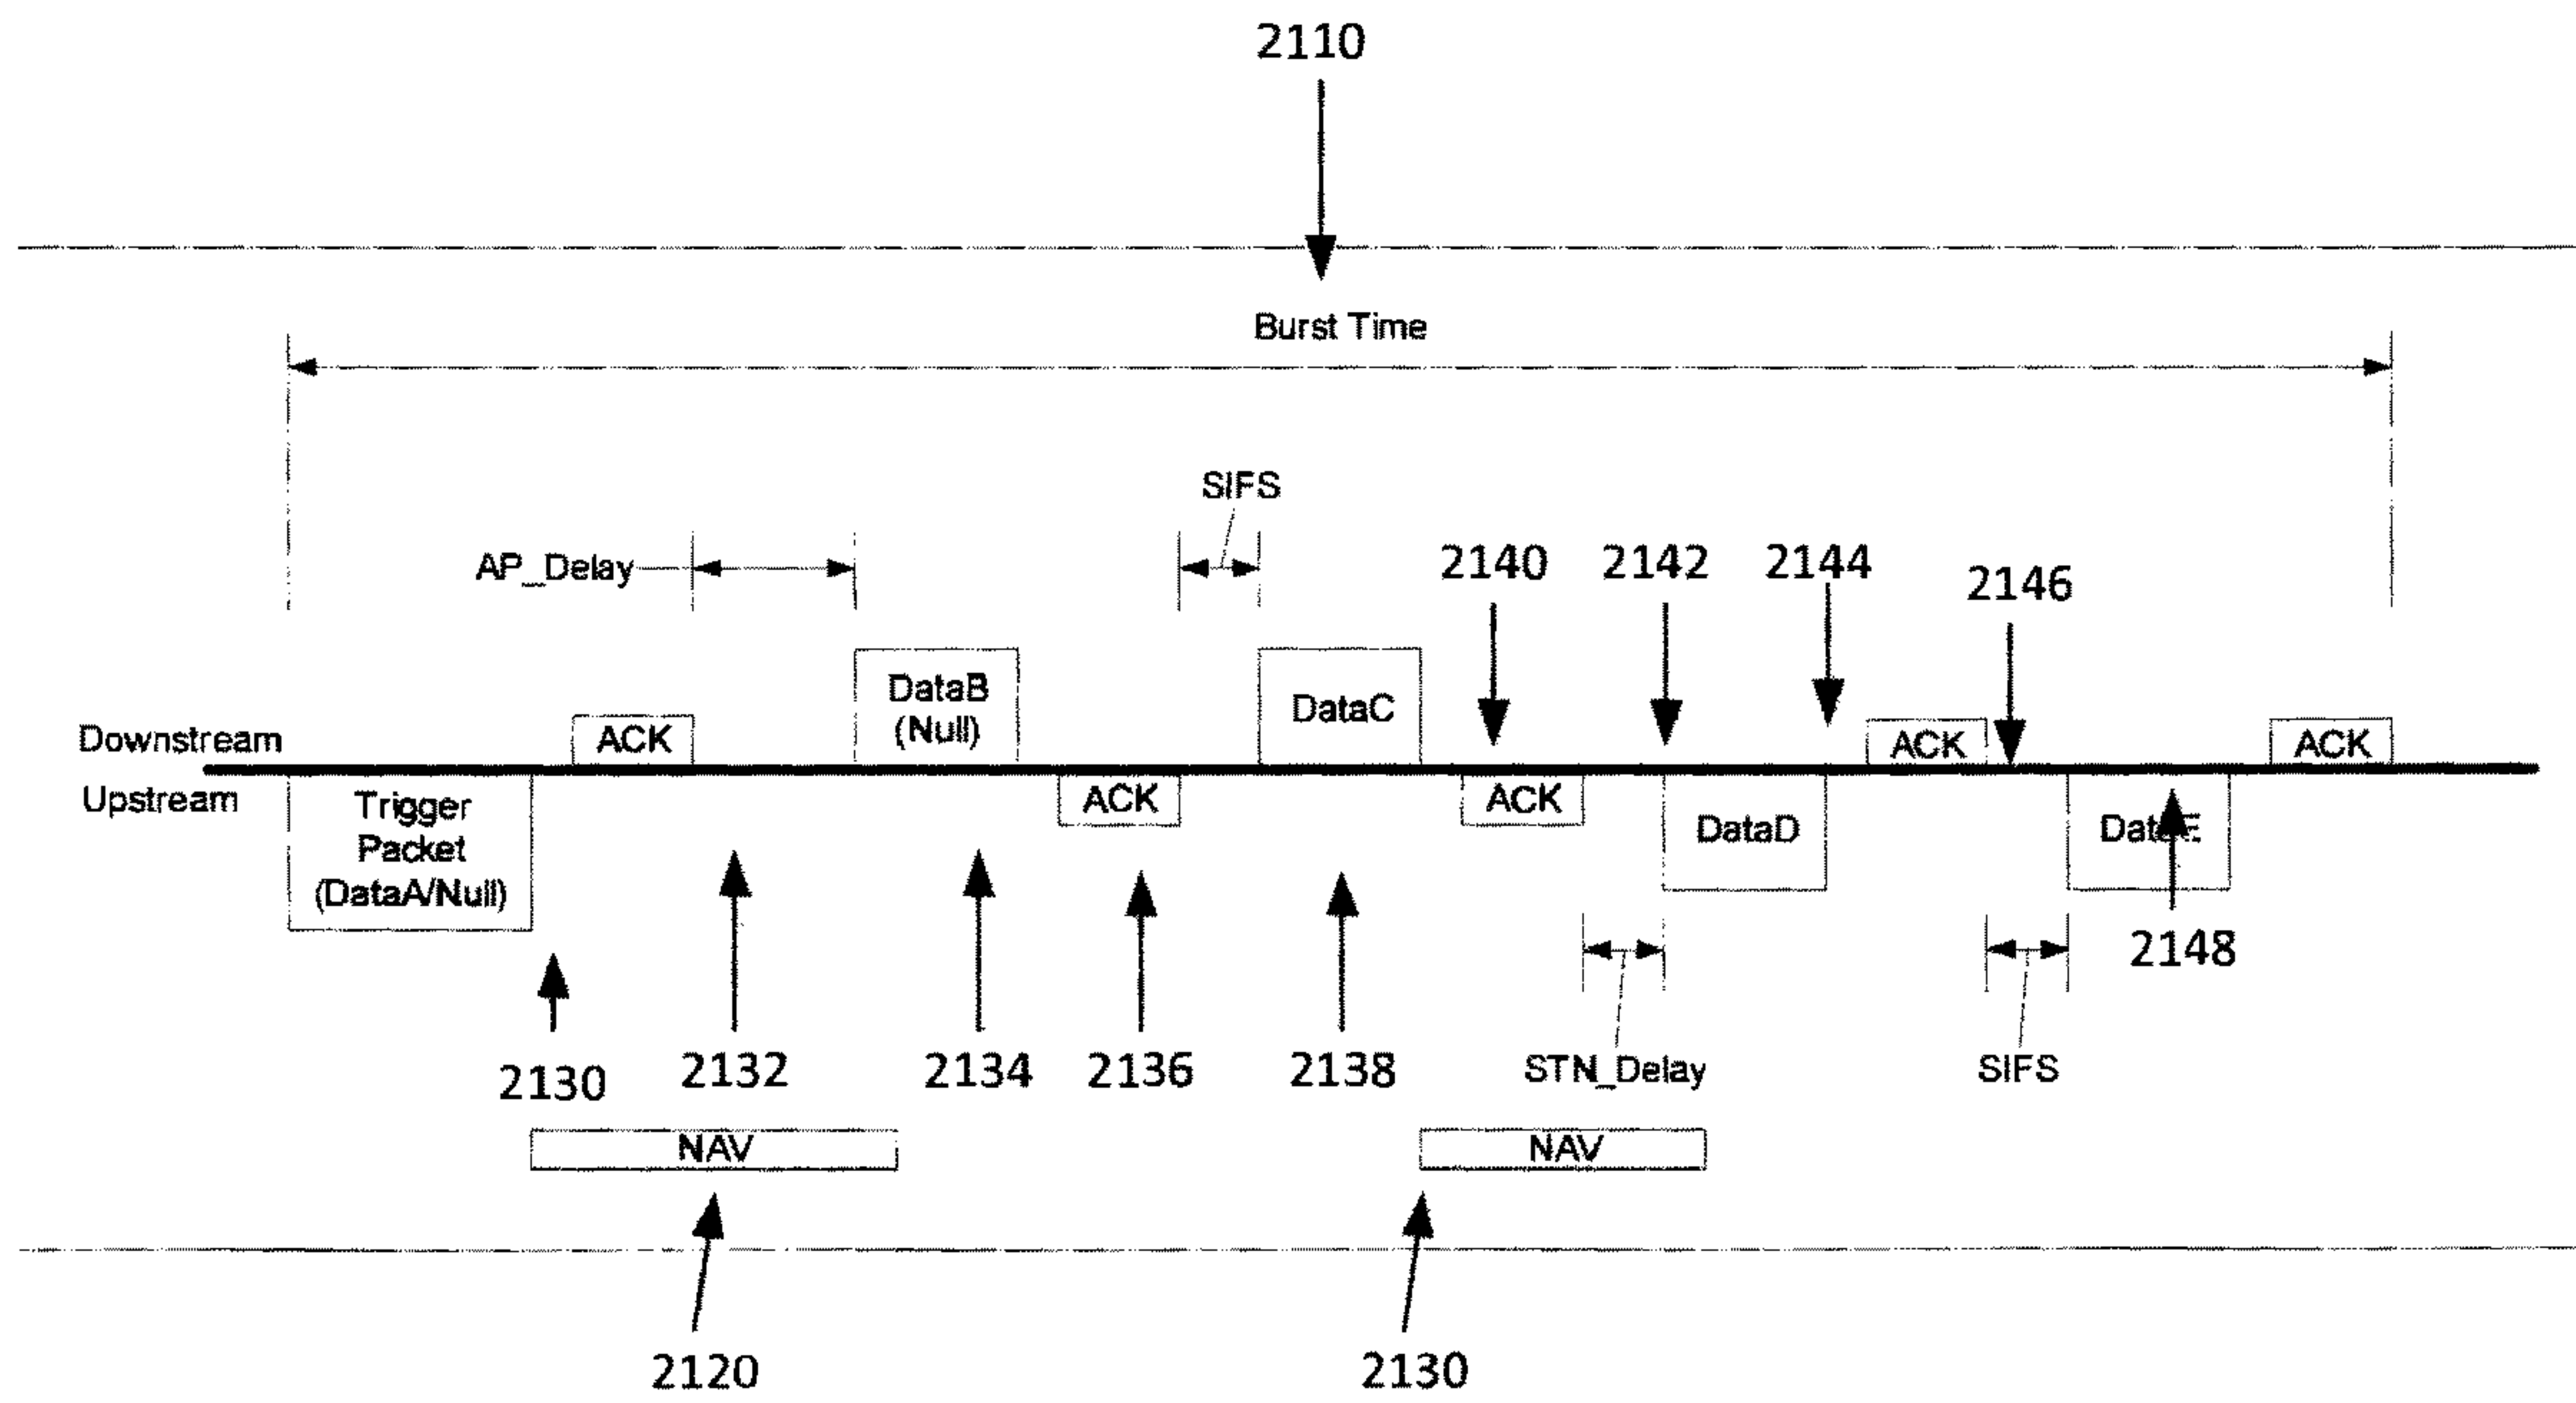 2110
Burst Time
SIFS
AP_Delay
2140
2142
2144
2146
DataB
(Null)
DataC
Downstream
ACK
ACK
ACK
Upstream
Trigger
Packet
(DataA/Null)
ACK
ACK
DataD
DataE
2148
2130
2132
2134
2136
2138
STN_Delay
SIFS
NAV
NAV
2120
2130